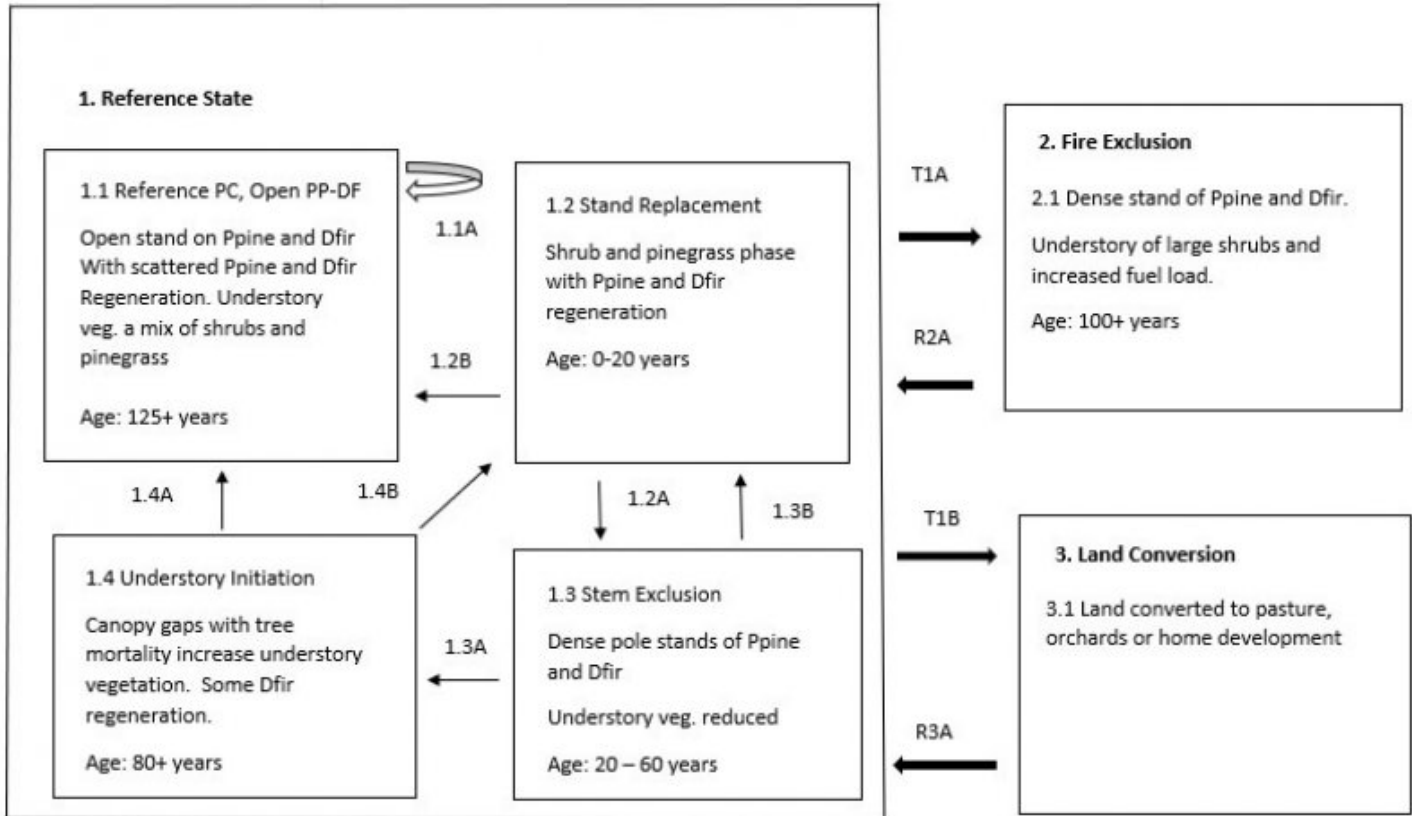 1. Reference State
1.1 Reference PC, Open PP-DF
Open stand on Ppine and Dfir
With scattered Ppine and Dfir
Regeneration. Understory
veg. a mix of shrubs and
pinegrass
Age: 125+ years
1.1A
1.2 Stand Replacement
Shrub and pinegrass phase
with Ppine and Dfir
regeneration
Age: 0-20 years
1.2B
1.4A
1.4B
1.2A
1.3B
1.4 Understory Initiation
Canopy gaps with tree
mortality increase understory
vegetation. Some Dfir
regeneration.
Age: 80+ years
1.3A
1.3 Stem Exclusion
Dense pole stands of Ppine
and Dfir
Understory veg. reduced
Age: 20 – 60 years
T1A
R2A
2. Fire Exclusion
2.1 Dense stand of Ppine and Dfir.
Understory of large shrubs and
increased fuel load.
Age: 100+ years
T1B
R3A
3. Land Conversion
3.1 Land converted to pasture,
orchards or home development